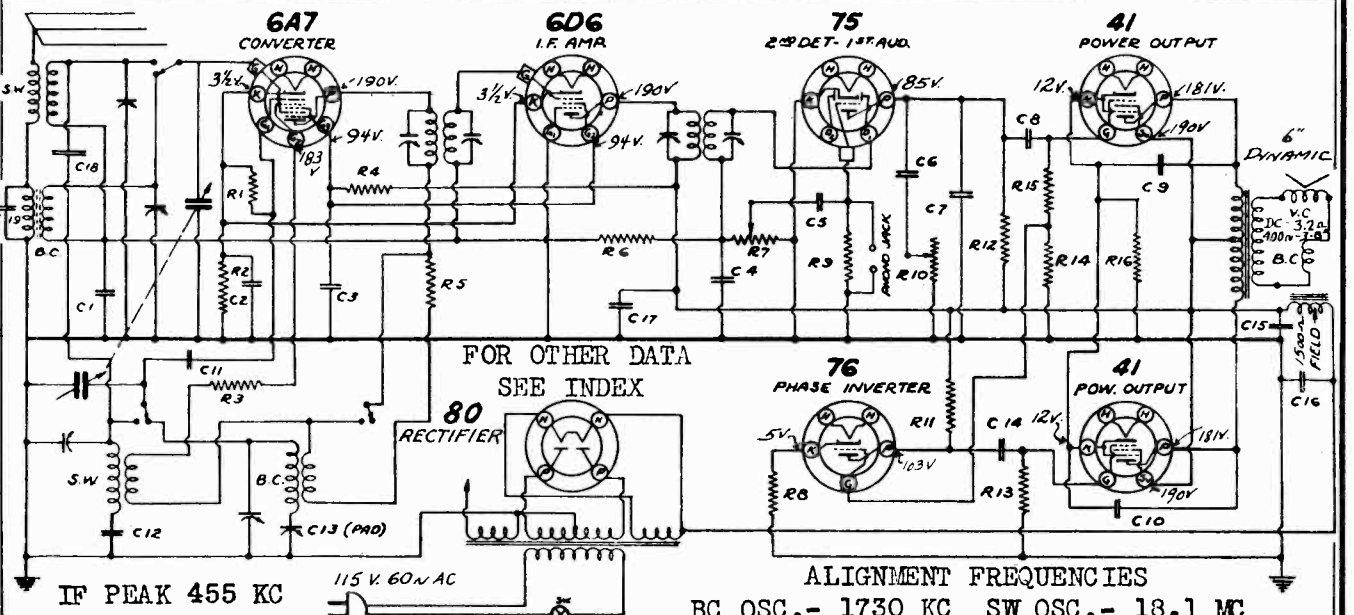 6A7
CONVERTER
6D6
I.F. AMP.
75
2ND DET - 1ST. AUD.
41
POWER OUTPUT
S.W.
G
H
H
K
P
3½V.
190V.
94V.
183
V
G
H
H
K
P
3½V.
190V.
94V.
H
H
K
P
85V.
H
H
K
P
G
12V.
181V.
190V
6"
DYNAMIC
V.C
DC - 3.2Ω
B.C
C18
R1
R4
C8
C6
C9
R15
C5
C7
19
B.C.
R6
R7
R9
PHONO JACK
R10
R12
R14
R16
R2
C2
C1
C3
R5
C4
C17
C15
1500Ω
FIELD
C16
C11
R3
FOR OTHER DATA
SEE INDEX
80
RECTIFIER
H
H
P
P
76
PHASE INVERTER
H
H
K
P
G
5V.
103V
R11
C14
41
POW. OUTPUT
H
H
K
P
G
12V.
181V.
190V
R8
R13
C10
S.W.
B.C.
C12
C13 (PAD)
IF PEAK 455 KC
115 V. 60~AC
ALIGNMENT FREQUENCIES
BC OSC.- 1730 KC SW OSC.- 18.1 MC